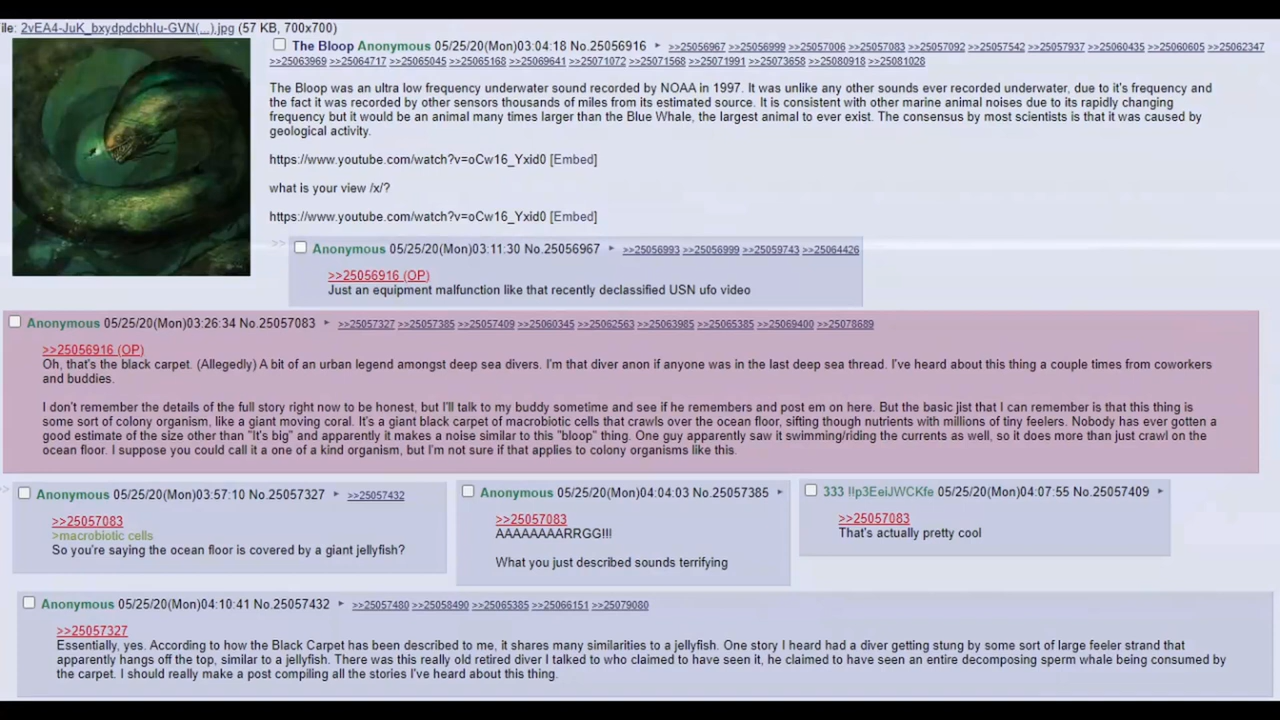 ile: 2vEA4-JuK_bxydpdcbhIu-GVN(...).jpg (57 KB, 700x700)
The Bloop Anonymous 05/25/20(Mon)03:04:18 No.25056916 ▸ >>25056967 >>25056999 >>25057006 >>25057083 >>25057092 >>25057542 >>25057937 >>25060435 >>25060605 >>25062347
>>25063969 >>25064717 >>25065045 >>25065168 >>25069641 >>25071072 >>25071568 >>25071991 >>25073658 >>25080918 >>25081028
The Bloop was an ultra low frequency underwater sound recorded by NOAA in 1997. It was unlike any other sounds ever recorded underwater, due to it's frequency and
the fact it was recorded by other sensors thousands of miles from its estimated source. It is consistent with other marine animal noises due to its rapidly changing
frequency but it would be an animal many times larger than the Blue Whale, the largest animal to ever exist. The consensus by most scientists is that it was caused by
geological activity.
https://www.youtube.com/watch?v=oCw16_Yxid0 [Embed]
what is your view /x/?
https://www.youtube.com/watch?v=oCw16_Yxid0 [Embed]
>> Anonymous 05/25/20(Mon)03:11:30 No.25056967 ▸ >>25056993 >>25056999 >>25059743 >>25064426
>>25056916 (OP)
Just an equipment malfunction like that recently declassified USN ufo video
Anonymous 05/25/20(Mon)03:26:34 No.25057083 ▸ >>25057327 >>25057385 >>25057409 >>25060345 >>25062563 >>25063985 >>25065385 >>25069400 >>25078689
>>25056916 (OP)
Oh, that's the black carpet. (Allegedly) A bit of an urban legend amongst deep sea divers. I'm that diver anon if anyone was in the last deep sea thread. I've heard about this thing a couple times from coworkers
and buddies.
I don't remember the details of the full story right now to be honest, but I'll talk to my buddy sometime and see if he remembers and post em on here. But the basic jist that I can remember is that this thing is
some sort of colony organism, like a giant moving coral. It's a giant black carpet of macrobiotic cells that crawls over the ocean floor, sifting though nutrients with millions of tiny feelers. Nobody has ever gotten a
good estimate of the size other than "It's big" and apparently it makes a noise similar to this "bloop" thing. One guy apparently saw it swimming/riding the currents as well, so it does more than just crawl on the
ocean floor. I suppose you could call it a one of a kind organism, but I'm not sure if that applies to colony organisms like this.
>> Anonymous 05/25/20(Mon)03:57:10 No.25057327 ▸ >>25057432
>>25057083
>macrobiotic cells
So you're saying the ocean floor is covered by a giant jellyfish?
Anonymous 05/25/20(Mon)04:04:03 No.25057385 ▸
>>25057083
AAAAAAAARRGG!!!
What you just described sounds terrifying
333 !!p3EeiJWCKfe 05/25/20(Mon)04:07:55 No.25057409 ▸
>>25057083
That's actually pretty cool
Anonymous 05/25/20(Mon)04:10:41 No.25057432 ▸ >>25057480 >>25058490 >>25065385 >>25066151 >>25079080
>>25057327
Essentially, yes. According to how the Black Carpet has been described to me, it shares many similarities to a jellyfish. One story I heard had a diver getting stung by some sort of large feeler strand that
apparently hangs off the top, similar to a jellyfish. There was this really old retired diver I talked to who claimed to have seen it, he claimed to have seen an entire decomposing sperm whale being consumed by
the carpet. I should really make a post compiling all the stories I've heard about this thing.